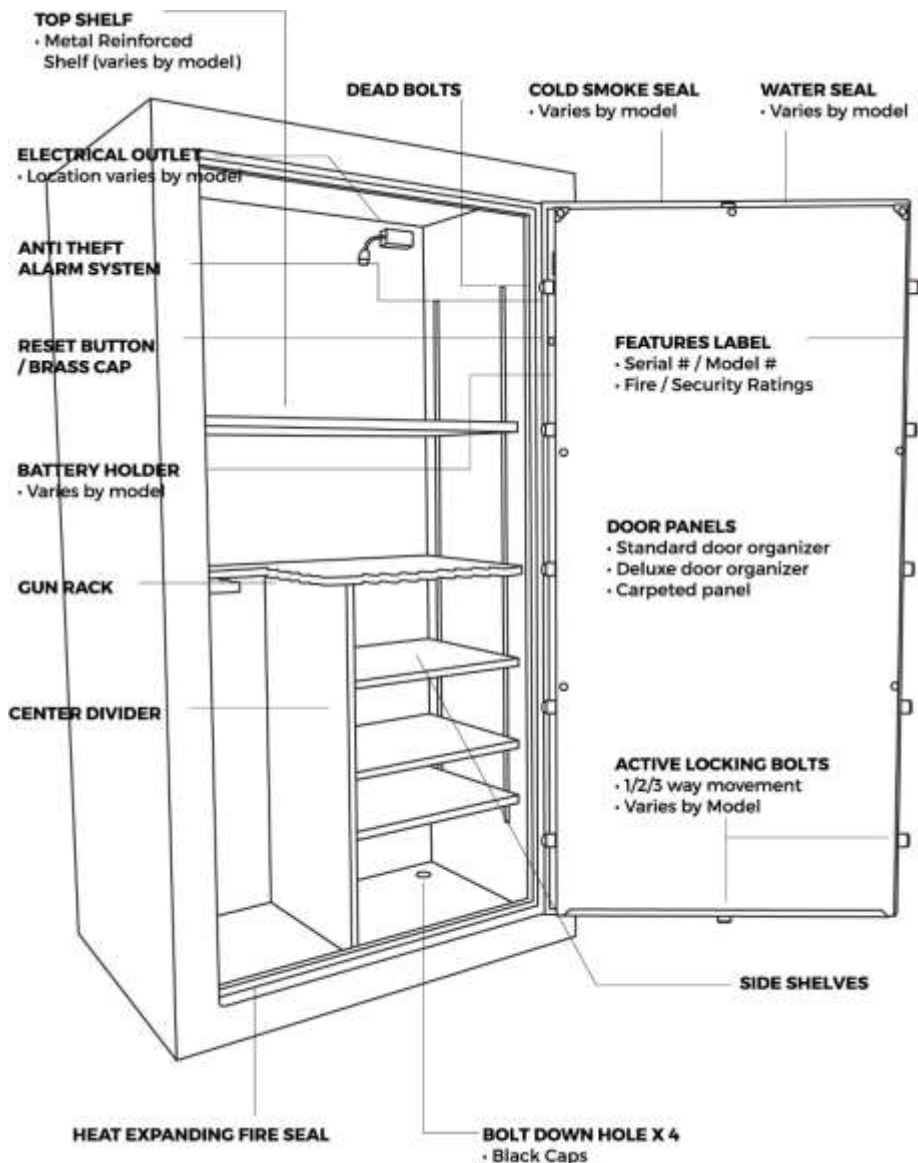 TOP SHELF
• Metal Reinforced
Shelf (varies by model)
DEAD BOLTS
COLD SMOKE SEAL
• Varies by model
WATER SEAL
• Varies by model
ELECTRICAL OUTLET
• Location varies by model
ANTI THEFT
ALARM SYSTEM
RESET BUTTON
/ BRASS CAP
FEATURES LABEL
• Serial # / Model #
• Fire / Security Ratings
BATTERY HOLDER
• Varies by model
DOOR PANELS
• Standard door organizer
• Deluxe door organizer
• Carpeted panel
GUN RACK
CENTER DIVIDER
ACTIVE LOCKING BOLTS
• 1/2/3 way movement
• Varies by Model
SIDE SHELVES
HEAT EXPANDING FIRE SEAL
BOLT DOWN HOLE X 4
• Black Caps